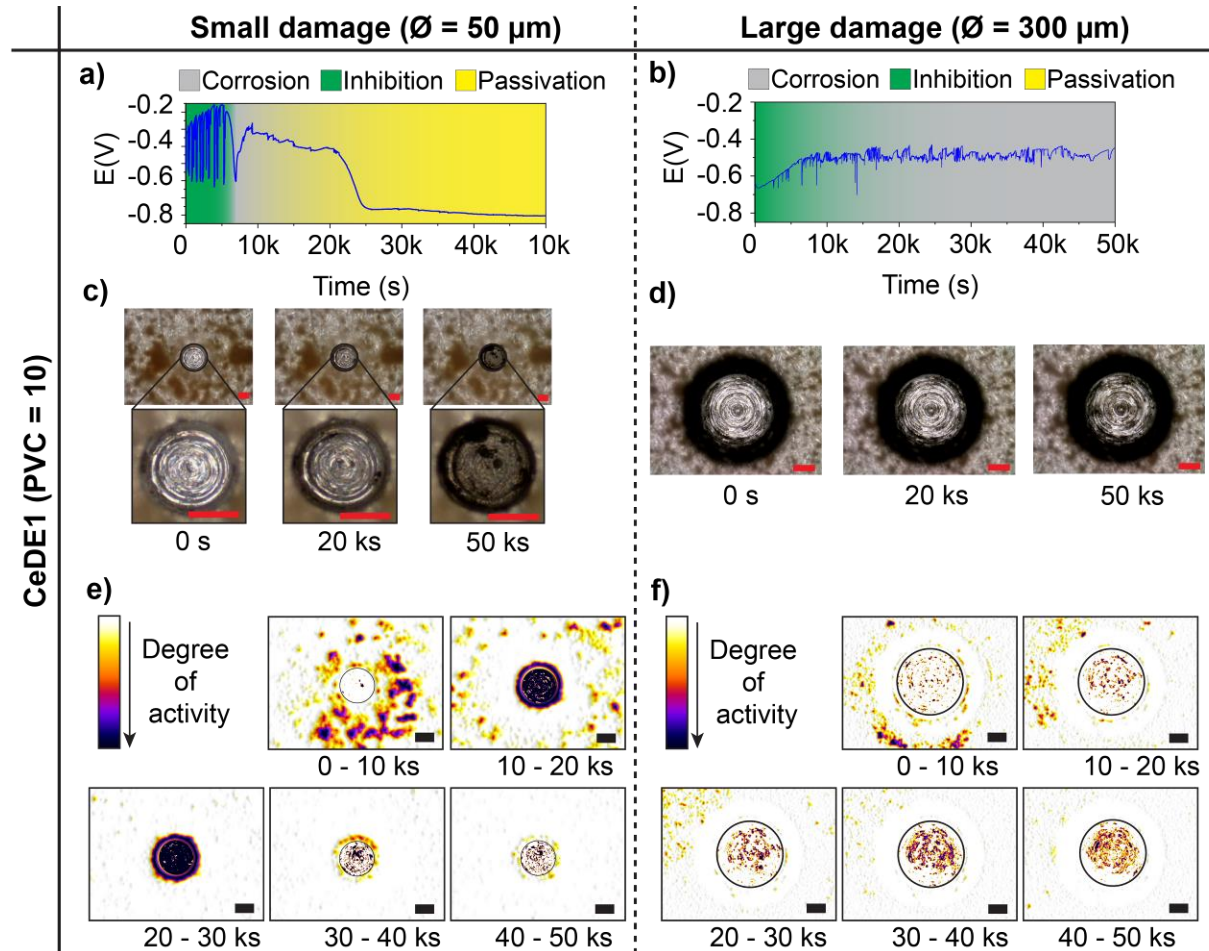 Small damage (Ø = 50 µm)
Large damage (Ø = 300 µm)
CeDE1 (PVC = 10)
a)
Corrosion
Inhibition
Passivation
E(V)
-0.2
-0.4
-0.6
-0.8
0
10k
20k
30k
40k
10k
Time (s)
b)
Corrosion
Inhibition
Passivation
E(V)
-0.2
-0.4
-0.6
-0.8
0
10k
20k
30k
40k
50k
Time (s)
c)
0 s
20 ks
50 ks
d)
0 s
20 ks
50 ks
e)
Degree
of
activity
0 - 10 ks
10 - 20 ks
20 - 30 ks
30 - 40 ks
40 - 50 ks
f)
Degree
of
activity
0 - 10 ks
10 - 20 ks
20 - 30 ks
30 - 40 ks
40 - 50 ks